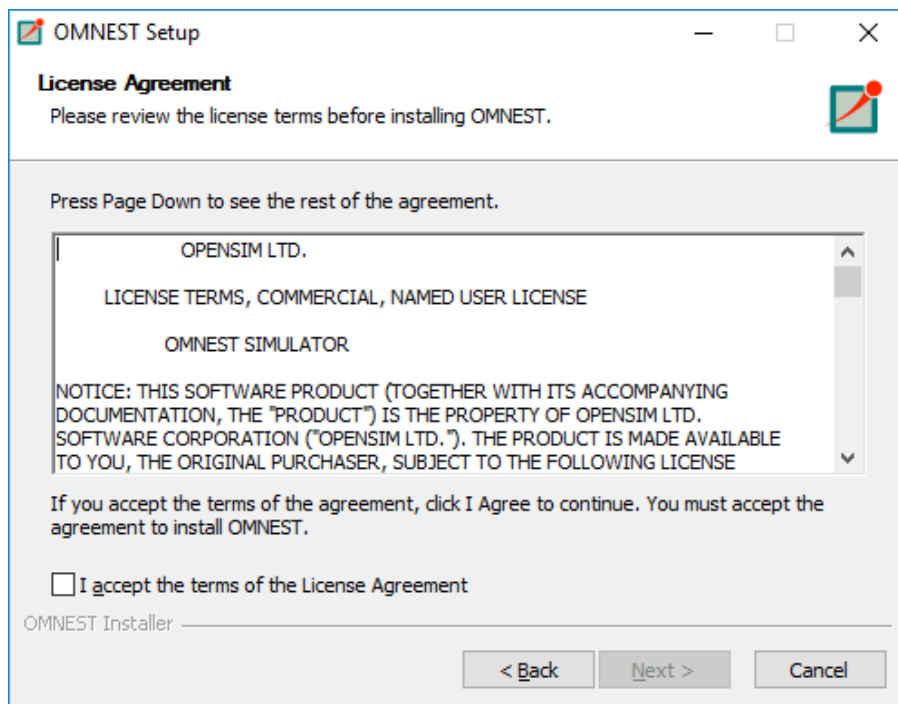 OMNEST Setup
License Agreement
Please review the license terms before installing OMNEST.
Press Page Down to see the rest of the agreement.
OPENSIM LTD.
LICENSE TERMS, COMMERCIAL, NAMED USER LICENSE
OMNEST SIMULATOR
NOTICE: THIS SOFTWARE PRODUCT (TOGETHER WITH ITS ACCOMPANYING
DOCUMENTATION, THE "PRODUCT") IS THE PROPERTY OF OPENSIM LTD.
SOFTWARE CORPORATION ("OPENSIM LTD."). THE PRODUCT IS MADE AVAILABLE
TO YOU, THE ORIGINAL PURCHASER, SUBJECT TO THE FOLLOWING LICENSE
If you accept the terms of the agreement, click I Agree to continue. You must accept the
agreement to install OMNEST.
I accept the terms of the License Agreement
OMNEST Installer
< Back Next > Cancel